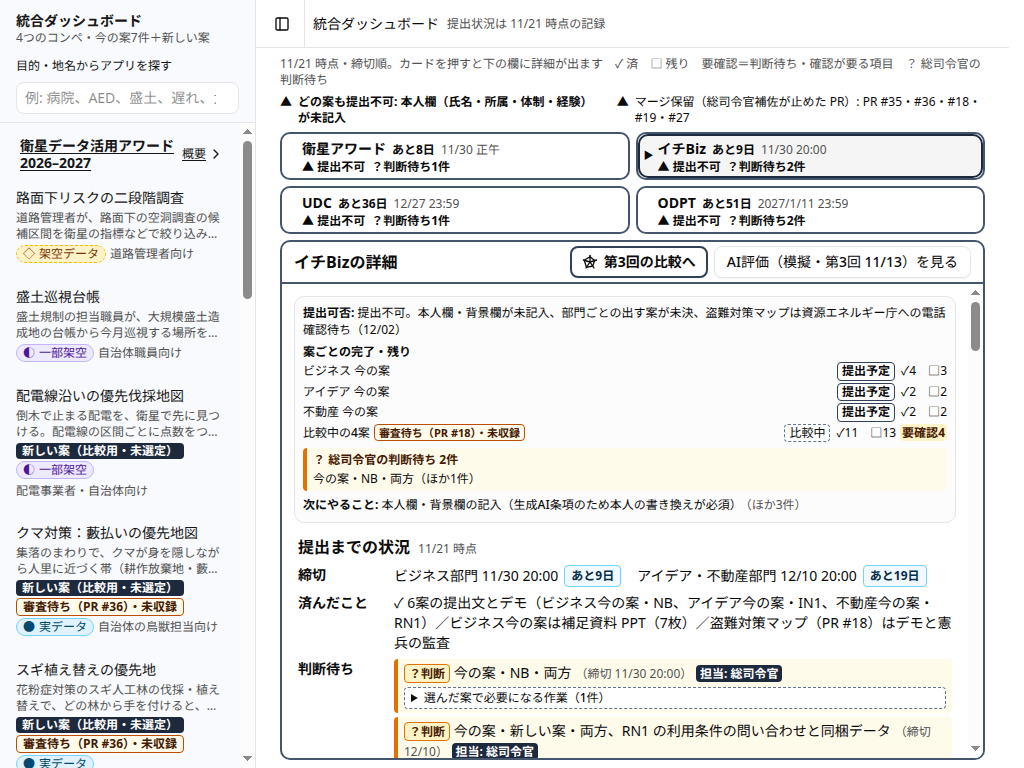 統合ダッシュボード
4つのコンペ・今の案7件＋新しい案
目的・地名からアプリを探す
例: 病院、AED、盛土、遅れ、:
衛星データ活用アワード
2026–2027
概要
路面下リスクの二段階調査
道路管理者が、路面下の空洞調査の候
補区間を衛星の指標などで絞り込み…
◇ 架空データ 道路管理者向け
盛土巡視台帳
盛土規制の担当職員が、大規模盛土造
成地の台帳から今月巡視する場所を…
◐ 一部架空 自治体職員向け
配電線沿いの優先伐採地図
倒木で止まる配電を、衛星で先に見つ
ける。配電線の区間ごとに点数をつ…
新しい案（比較用・未選定）
◐ 一部架空
配電事業者・自治体向け
クマ対策：藪払いの優先地図
集落のまわりで、クマが身を隠しなが
ら人里に近づく帯（耕作放棄地・藪…
新しい案（比較用・未選定）
審査待ち（PR #36）・未収録
● 実データ 自治体の鳥獣担当向け
スギ植え替えの優先地
花粉症対策のスギ人工林の伐採・植え
替えで、どの林から手を付けると、…
新しい案（比較用・未選定）
審査待ち（PR #36）・未収録
● 実データ
統合ダッシュボード 提出状況は 11/21 時点の記録
11/21 時点・締切順。カードを押すと下の欄に詳細が出ます ✓済 ☐残り 要確認＝判断待ち・確認が要る項目 ？ 総司令官の
判断待ち
▲ どの案も提出不可: 本人欄（氏名・所属・体制・経験）
が未記入
▲ マージ保留（総司令官補佐が止めた PR）: PR #35・#36・#18・
#19・#27
衛星アワード あと8日 11/30 正午
▲ 提出不可 ？判断待ち1件
▶ イチBiz あと9日 11/30 20:00
▲ 提出不可 ？判断待ち2件
UDC あと36日 12/27 23:59
▲ 提出不可 ？判断待ち1件
ODPT あと51日 2027/1/11 23:59
▲ 提出不可 ？判断待ち2件
イチBizの詳細
第3回の比較へ
AI評価（模擬・第3回 11/13）を見る
提出可否: 提出不可。本人欄・背景欄が未記入、部門ごとの出す案が未決、盗難対策マップは資源エネルギー庁への電話
確認待ち（12/02）
案ごとの完了・残り
ビジネス 今の案 提出予定 ✓4 ☐3
アイデア 今の案 提出予定 ✓2 ☐2
不動産 今の案 提出予定 ✓2 ☐2
比較中の4案 審査待ち（PR #18）・未収録 比較中 ✓11 ☐13 要確認4
？ 総司令官の判断待ち 2件
今の案・NB・両方（ほか1件）
次にやること: 本人欄・背景欄の記入（生成AI条項のため本人の書き換えが必須）（ほか3件）
提出までの状況 11/21 時点
締切 ビジネス部門 11/30 20:00 あと9日 アイデア・不動産部門 12/10 20:00 あと19日
済んだこと ✓ 6案の提出文とデモ（ビジネス今の案・NB、アイデア今の案・IN1、不動産今の案・
RN1）／ビジネス今の案は補足資料 PPT（7枚）／盗難対策マップ（PR #18）はデモと憲
兵の監査
判断待ち ？判断 今の案・NB・両方 （締切 11/30 20:00） 担当: 総司令官
▶ 選んだ案で必要になる作業（1件）
？判断 今の案・新しい案・両方、RN1 の利用条件の問い合わせと同梱データ （締切
12/10） 担当: 総司令官